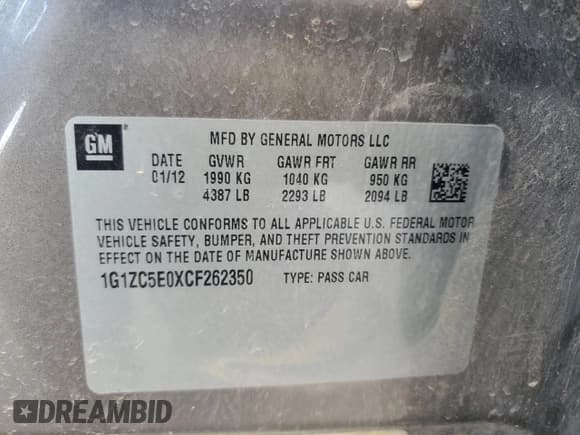 GM
MFD BY GENERAL MOTORS LLC
DATE GVWR GAWR FRT GAWR RR
01/12 1990 KG 1040 KG 950 KG
4387 LB 2293 LB 2094 LB
THIS VEHICLE CONFORMS TO ALL APPLICABLE U.S. FEDERAL MOTOR
VEHICLE SAFETY, BUMPER, AND THEFT PREVENTION STANDARDS IN
EFFECT ON THE DATE OF MANUFACTURE SHOWN ABOVE.
1G1ZC5E0XCF262350 TYPE: PASS CAR
DREAMBID